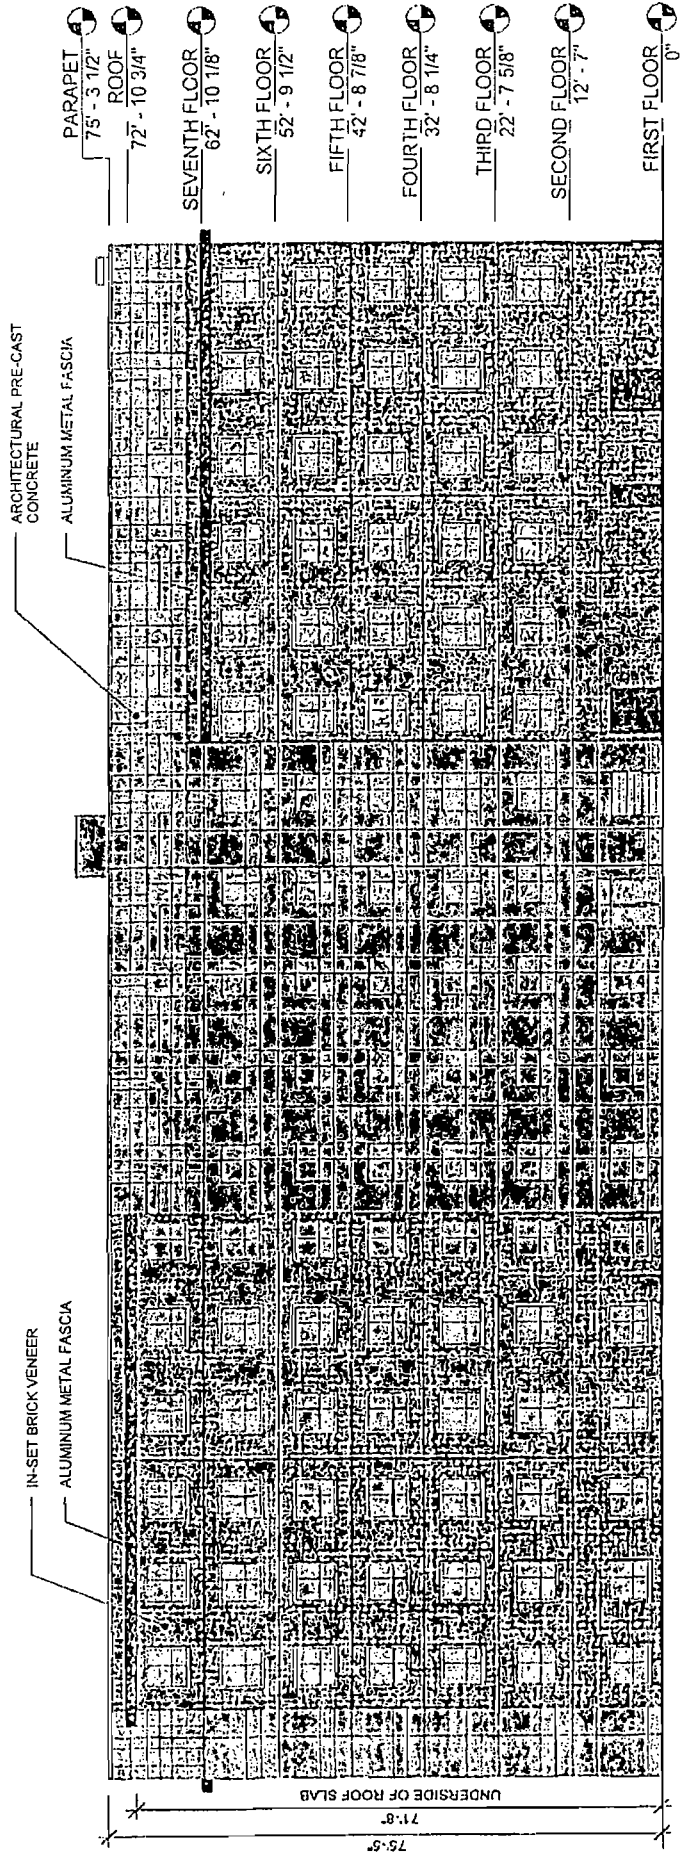 IN-SET BRICK VENEER
ALUMINUM METAL FASCIA
ARCHITECTURAL PRE-CAST
CONCRETE
ALUMINUM METAL FASCIA
PARAPET
75' - 3 1/2"
ROOF
72' - 10 3/4"
SEVENTH FLOOR
62' - 10 1/8"
SIXTH FLOOR
52' - 9 1/2"
FIFTH FLOOR
42' - 8 7/8"
FOURTH FLOOR
32' - 8 1/4"
THIRD FLOOR
22' - 7 5/8"
SECOND FLOOR
12' - 7"
FIRST FLOOR
0"
75'-5"
71'-8"
UNDERSIDE OF ROOF SLAB